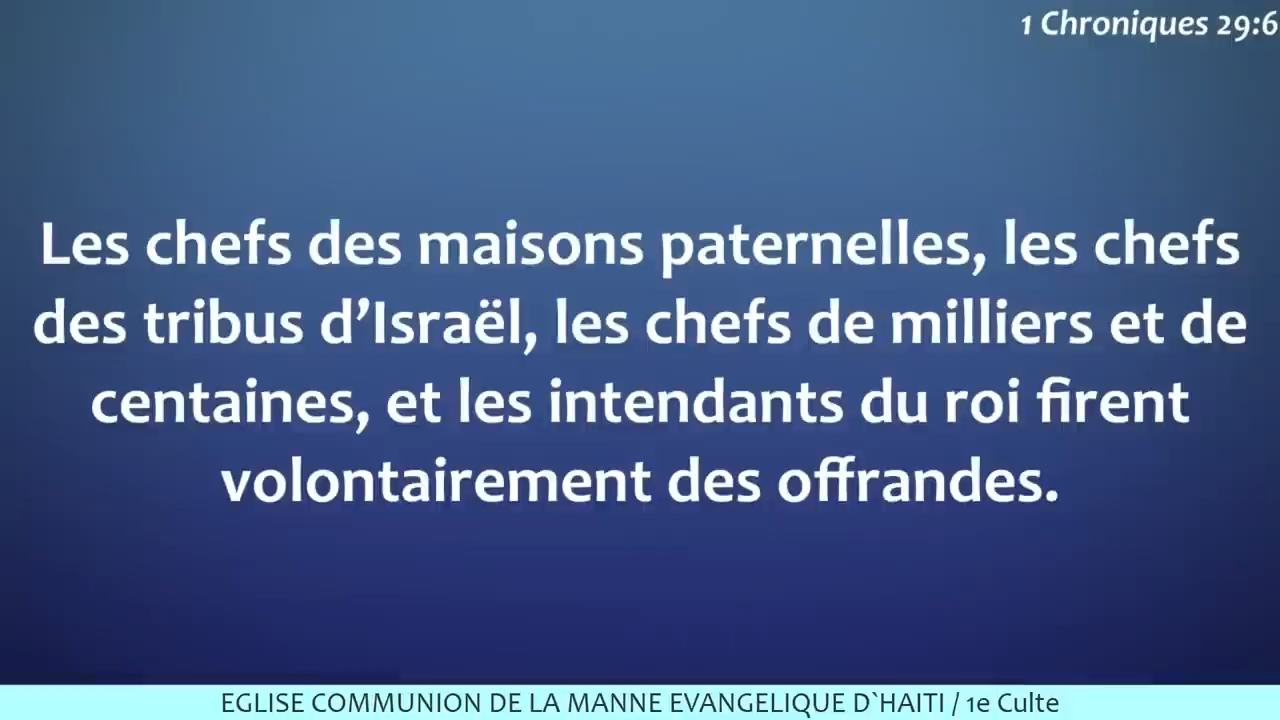 1 Chroniques 29:6
Les chefs des maisons paternelles, les chefs
des tribus d’Israël, les chefs de milliers et de
centaines, et les intendants du roi firent
volontairement des offrandes.
EGLISE COMMUNION DE LA MANNE EVANGELIQUE D`HAITI / 1e Culte